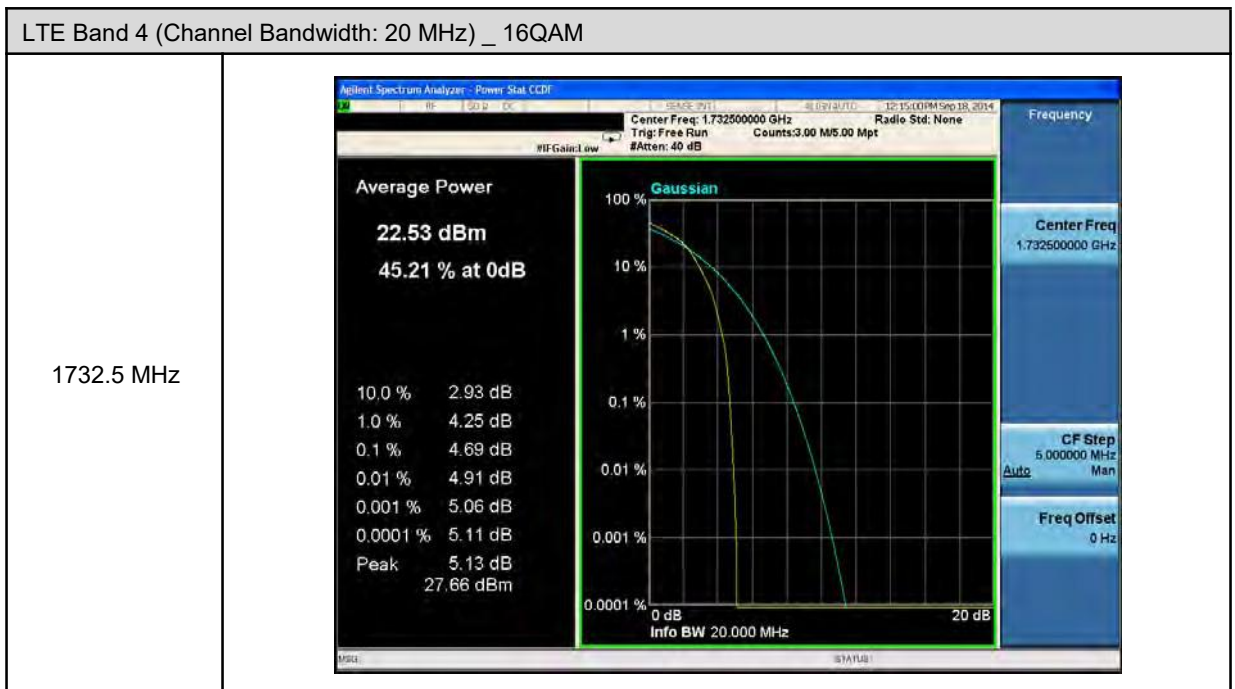 LTE Band 4 (Channel Bandwidth: 20 MHz) _ 16QAM
1732.5 MHz
Agilent Spectrum Analyzer - Power Stat CCDF
RF 50 Ω DC SENSE:INT ALIGN AUTO 12:15:00 PM Sep 18, 2014
Center Freq: 1.732500000 GHz Radio Std: None
Trig: Free Run Counts:3.00 M/5.00 Mpt
#IFGain:Low #Atten: 40 dB
Average Power
22.53 dBm
45.21 % at 0dB
10.0 % 2.93 dB
1.0 % 4.25 dB
0.1 % 4.69 dB
0.01 % 4.91 dB
0.001 % 5.06 dB
0.0001 % 5.11 dB
Peak 5.13 dB
27.66 dBm
Gaussian
100 %
10 %
1 %
0.1 %
0.01 %
0.001 %
0.0001 %
0 dB 20 dB
Info BW 20.000 MHz
Frequency
Center Freq
1.732500000 GHz
CF Step
5.000000 MHz
Auto Man
Freq Offset
0 Hz
MSG STATUS